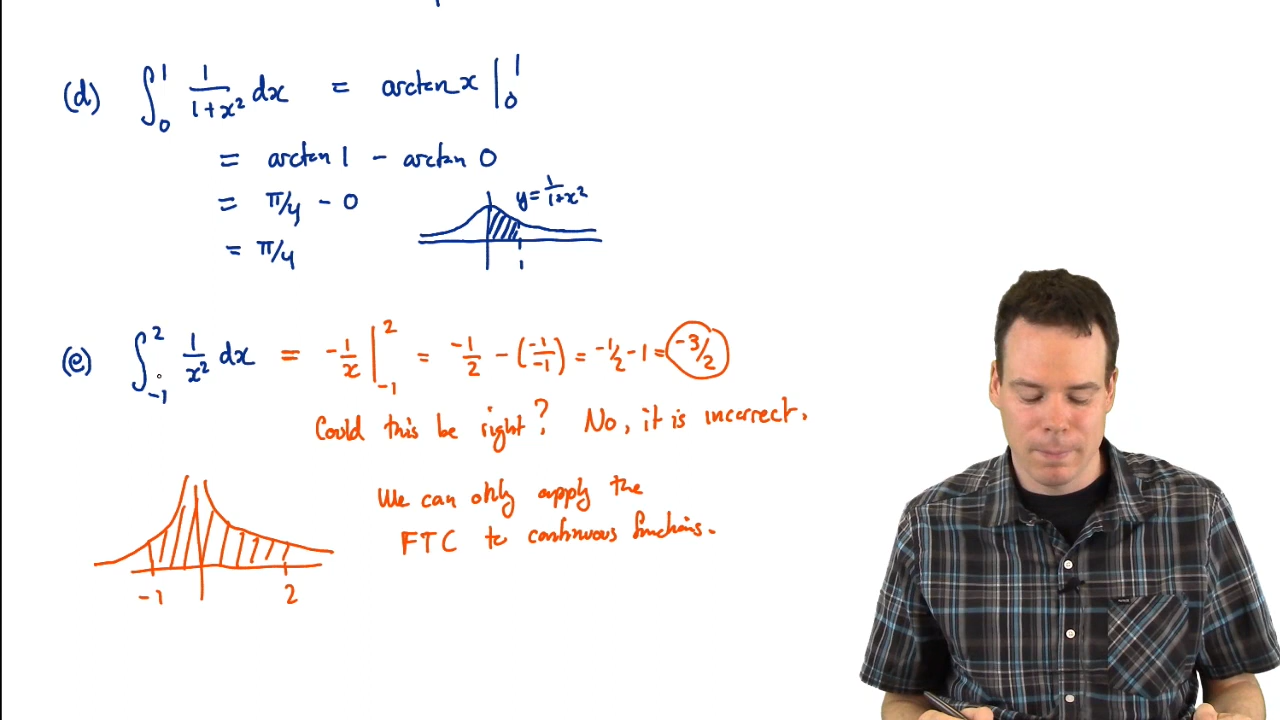 (d) ∫₀¹ 1/(1+x²) dx = arctan x |₀¹
= arctan 1 − arctan 0
= π/4 − 0
y = 1/(1+x²)
= π/4
1
(e) ∫₋₁² 1/x² dx = −1/x |₋₁² = −1/2 − (−1/−1) = −1/2 − 1 = −3/2
Could this be right? No, it is incorrect.
We can only apply the
FTC to continuous functions.
−1 2